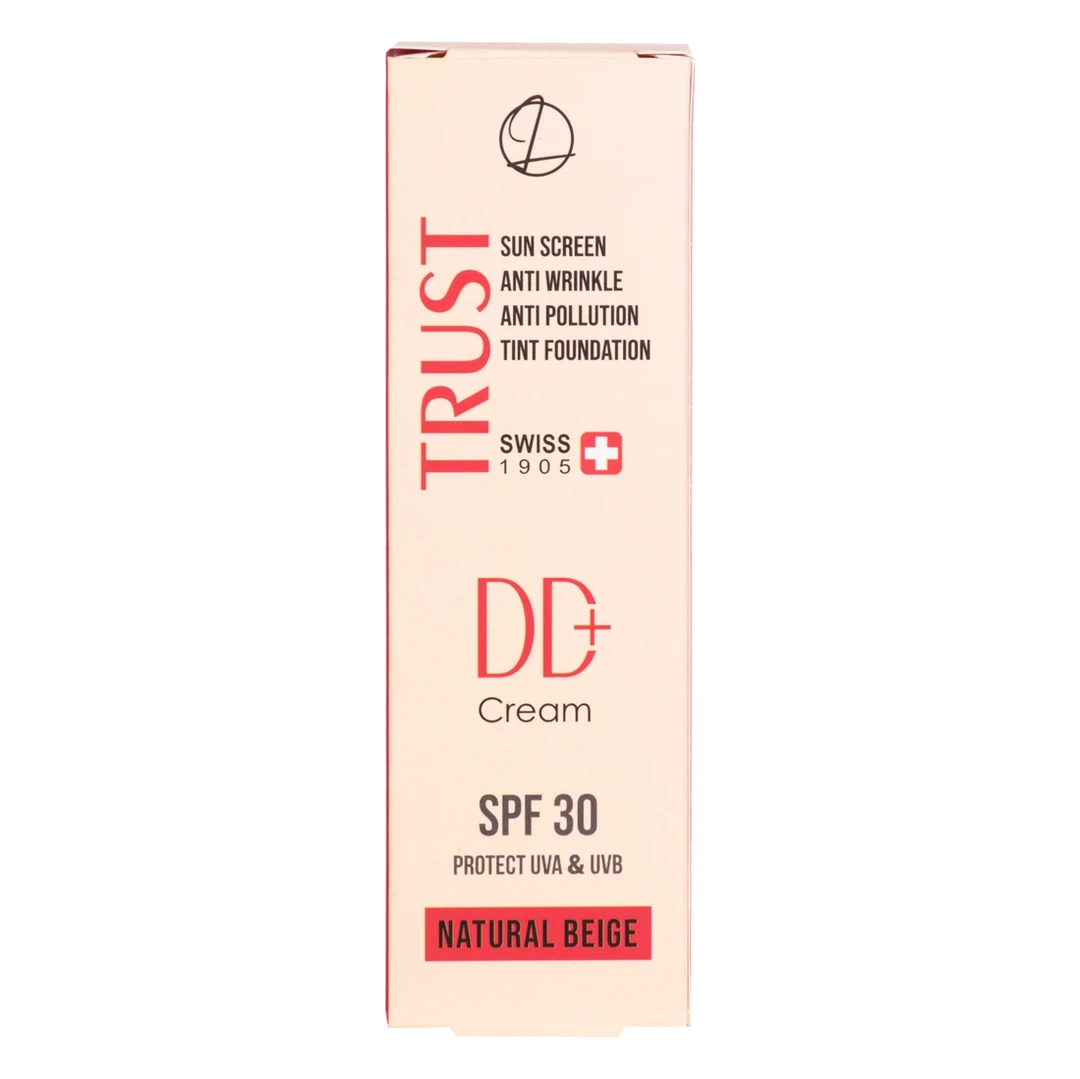 TRUST
SUN SCREEN
ANTI WRINKLE
ANTI POLLUTION
TINT FOUNDATION
SWISS
1905
DD+
Cream
SPF 30
PROTECT UVA & UVB
NATURAL BEIGE